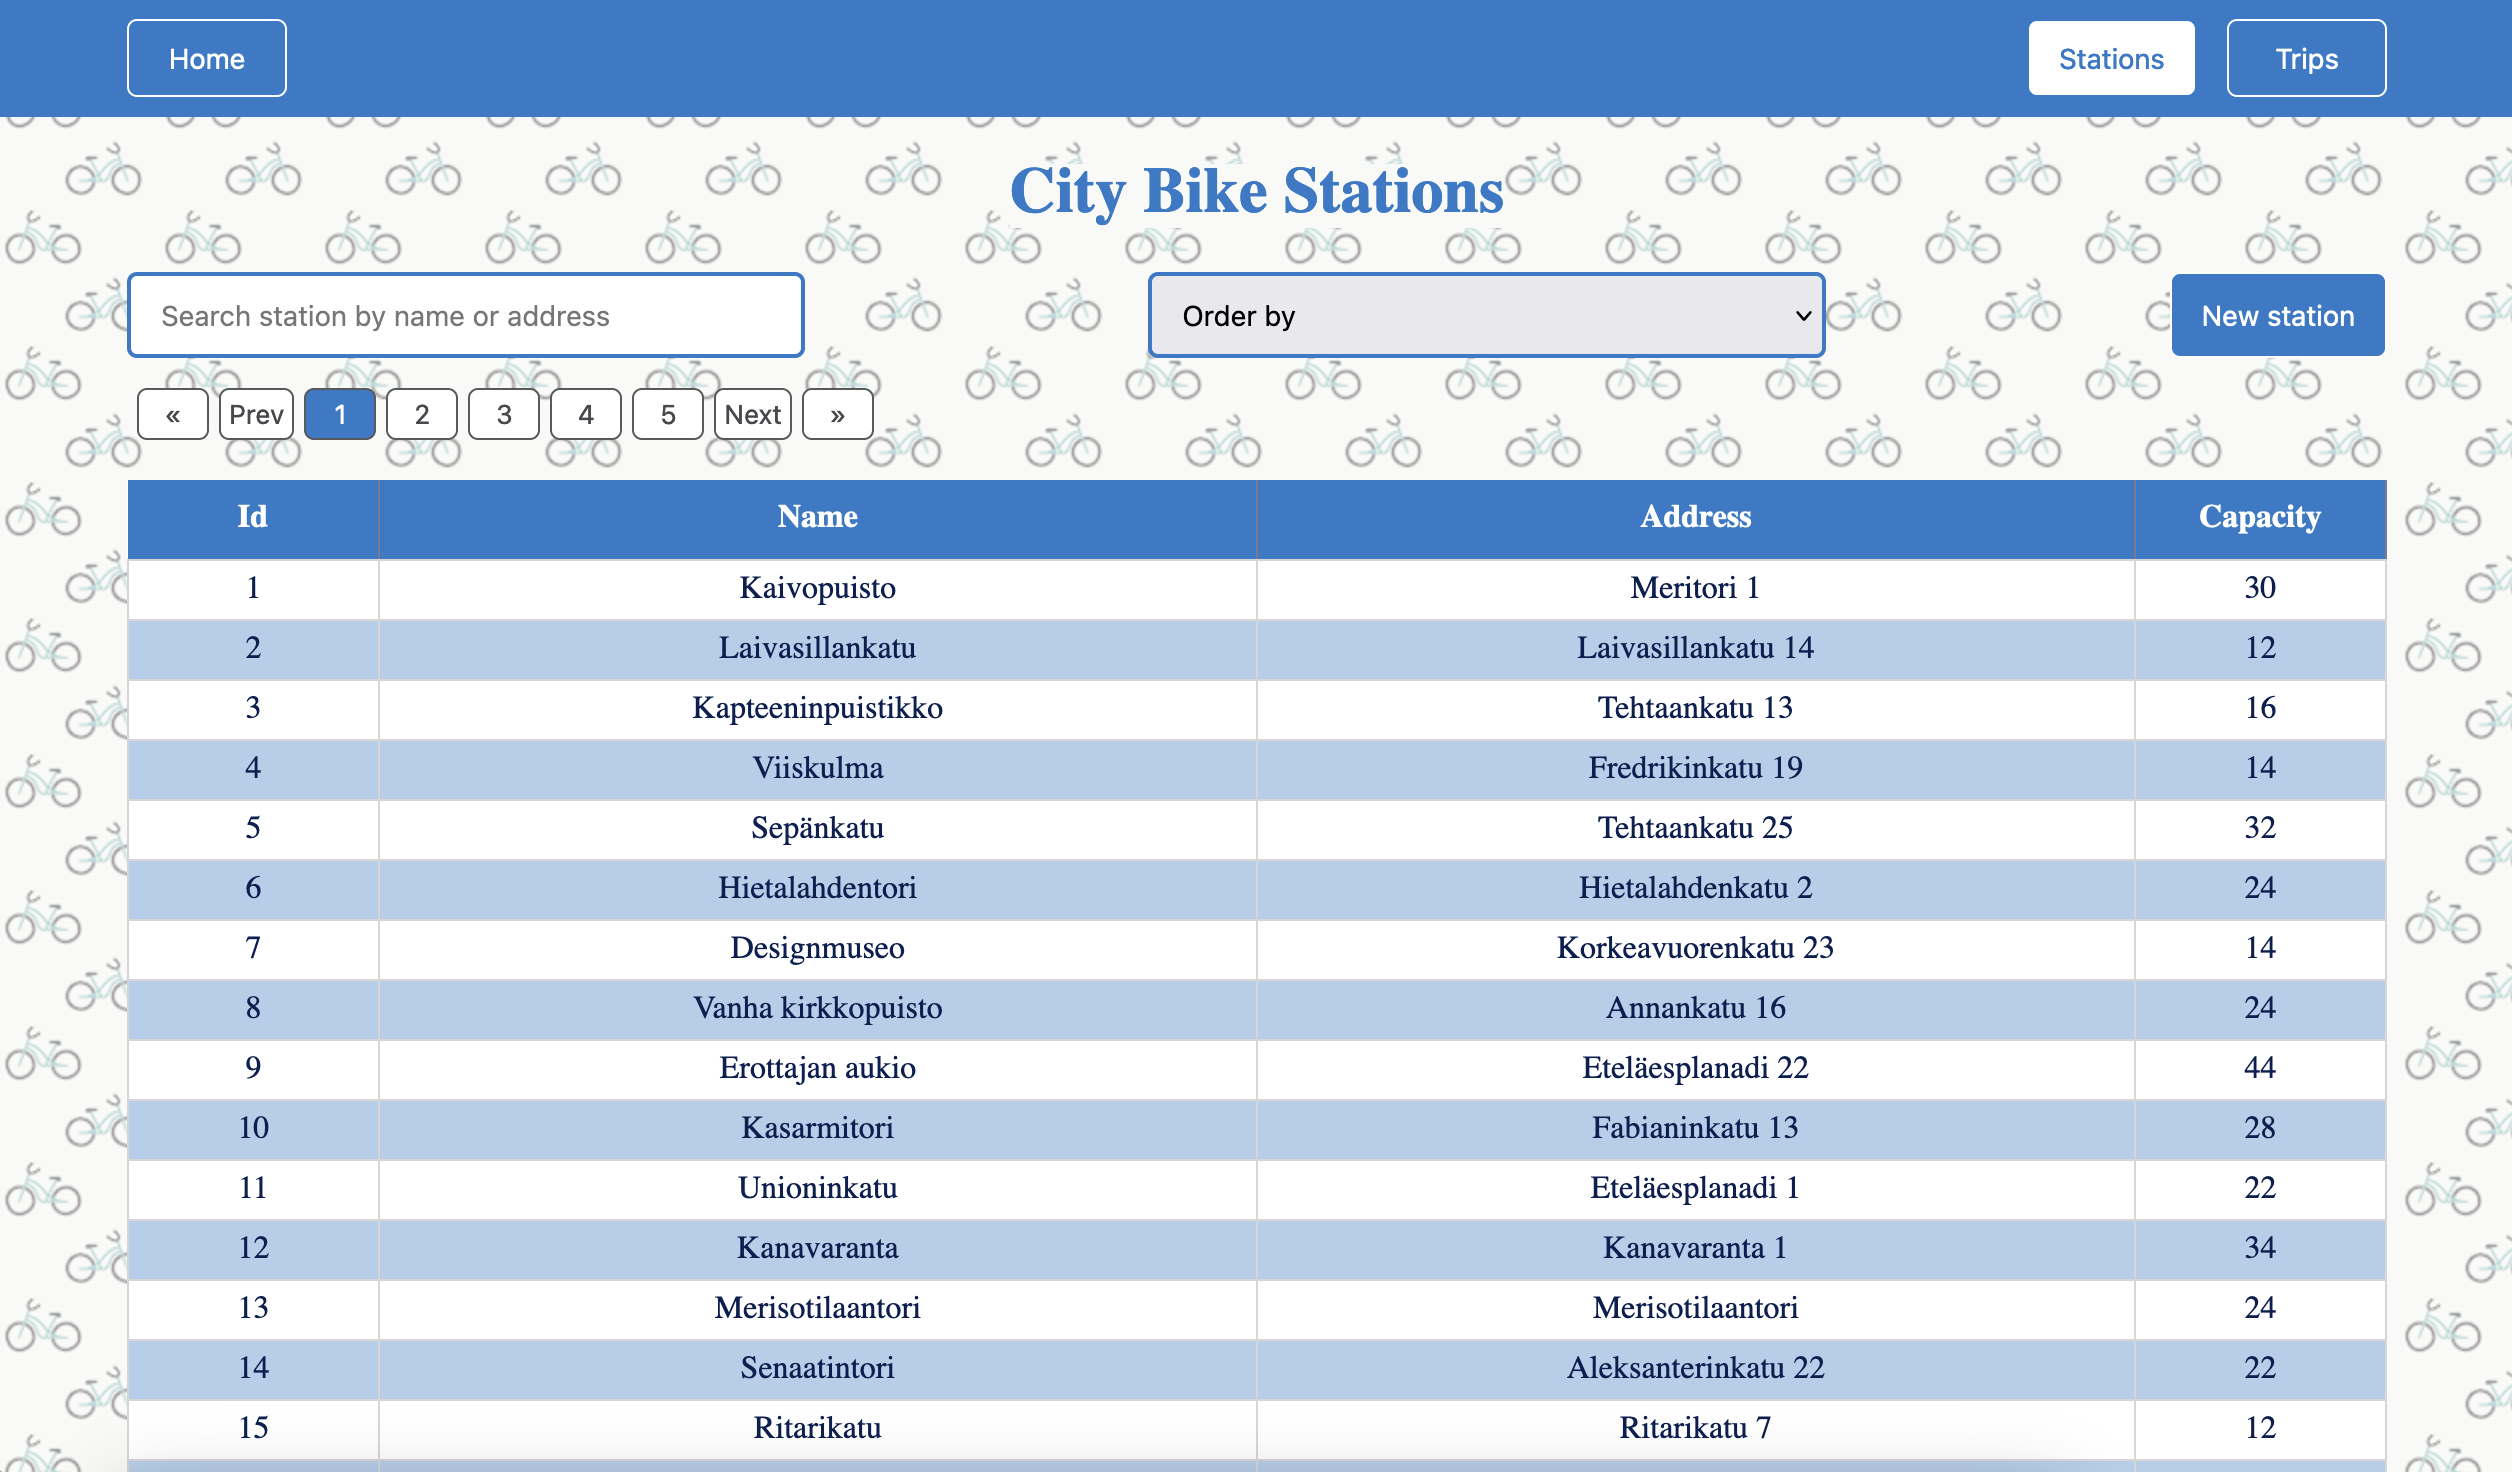 Home Stations Trips
City Bike Stations
Search station by name or address Order by New station
« Prev 1 2 3 4 5 Next »
Id Name Address Capacity
1 Kaivopuisto Meritori 1 30
2 Laivasillankatu Laivasillankatu 14 12
3 Kapteeninpuistikko Tehtaankatu 13 16
4 Viiskulma Fredrikinkatu 19 14
5 Sepänkatu Tehtaankatu 25 32
6 Hietalahdentori Hietalahdenkatu 2 24
7 Designmuseo Korkeavuorenkatu 23 14
8 Vanha kirkkopuisto Annankatu 16 24
9 Erottajan aukio Eteläesplanadi 22 44
10 Kasarmitori Fabianinkatu 13 28
11 Unioninkatu Eteläesplanadi 1 22
12 Kanavaranta Kanavaranta 1 34
13 Merisotilaantori Merisotilaantori 24
14 Senaatintori Aleksanterinkatu 22 22
15 Ritarikatu Ritarikatu 7 12